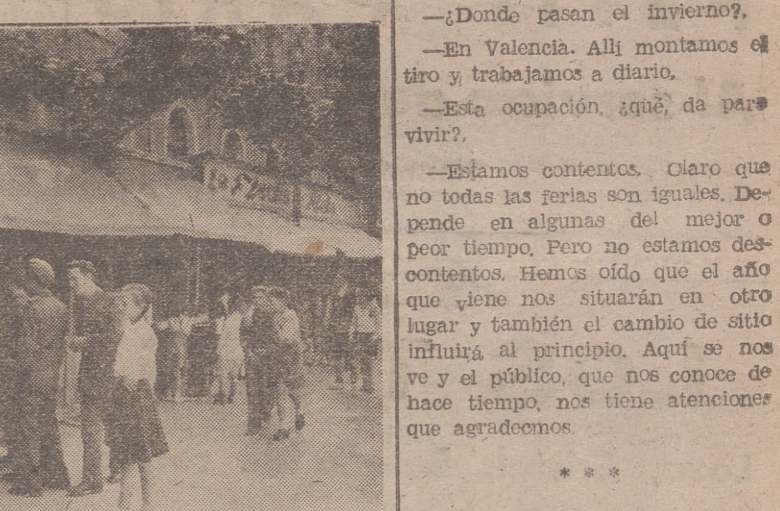 —¿Donde pasan el invierno?.
—En Valencia. Allí montamos el
tiro y trabajamos a diario.
—Esta ocupación, ¿qué, da para
vivir?.
—Estamos contentos. Claro que
no todas las ferias son iguales. De-
pende en algunas del mejor o
peor tiempo. Pero no estamos des-
contentos. Hemos oído que el año
que viene nos situarán en otro
lugar y también el cambio de sitio
influirá al principio. Aquí se nos
ve y el público, que nos conoce de
hace tiempo, nos tiene atenciones
que agradecmos.
* * *
La